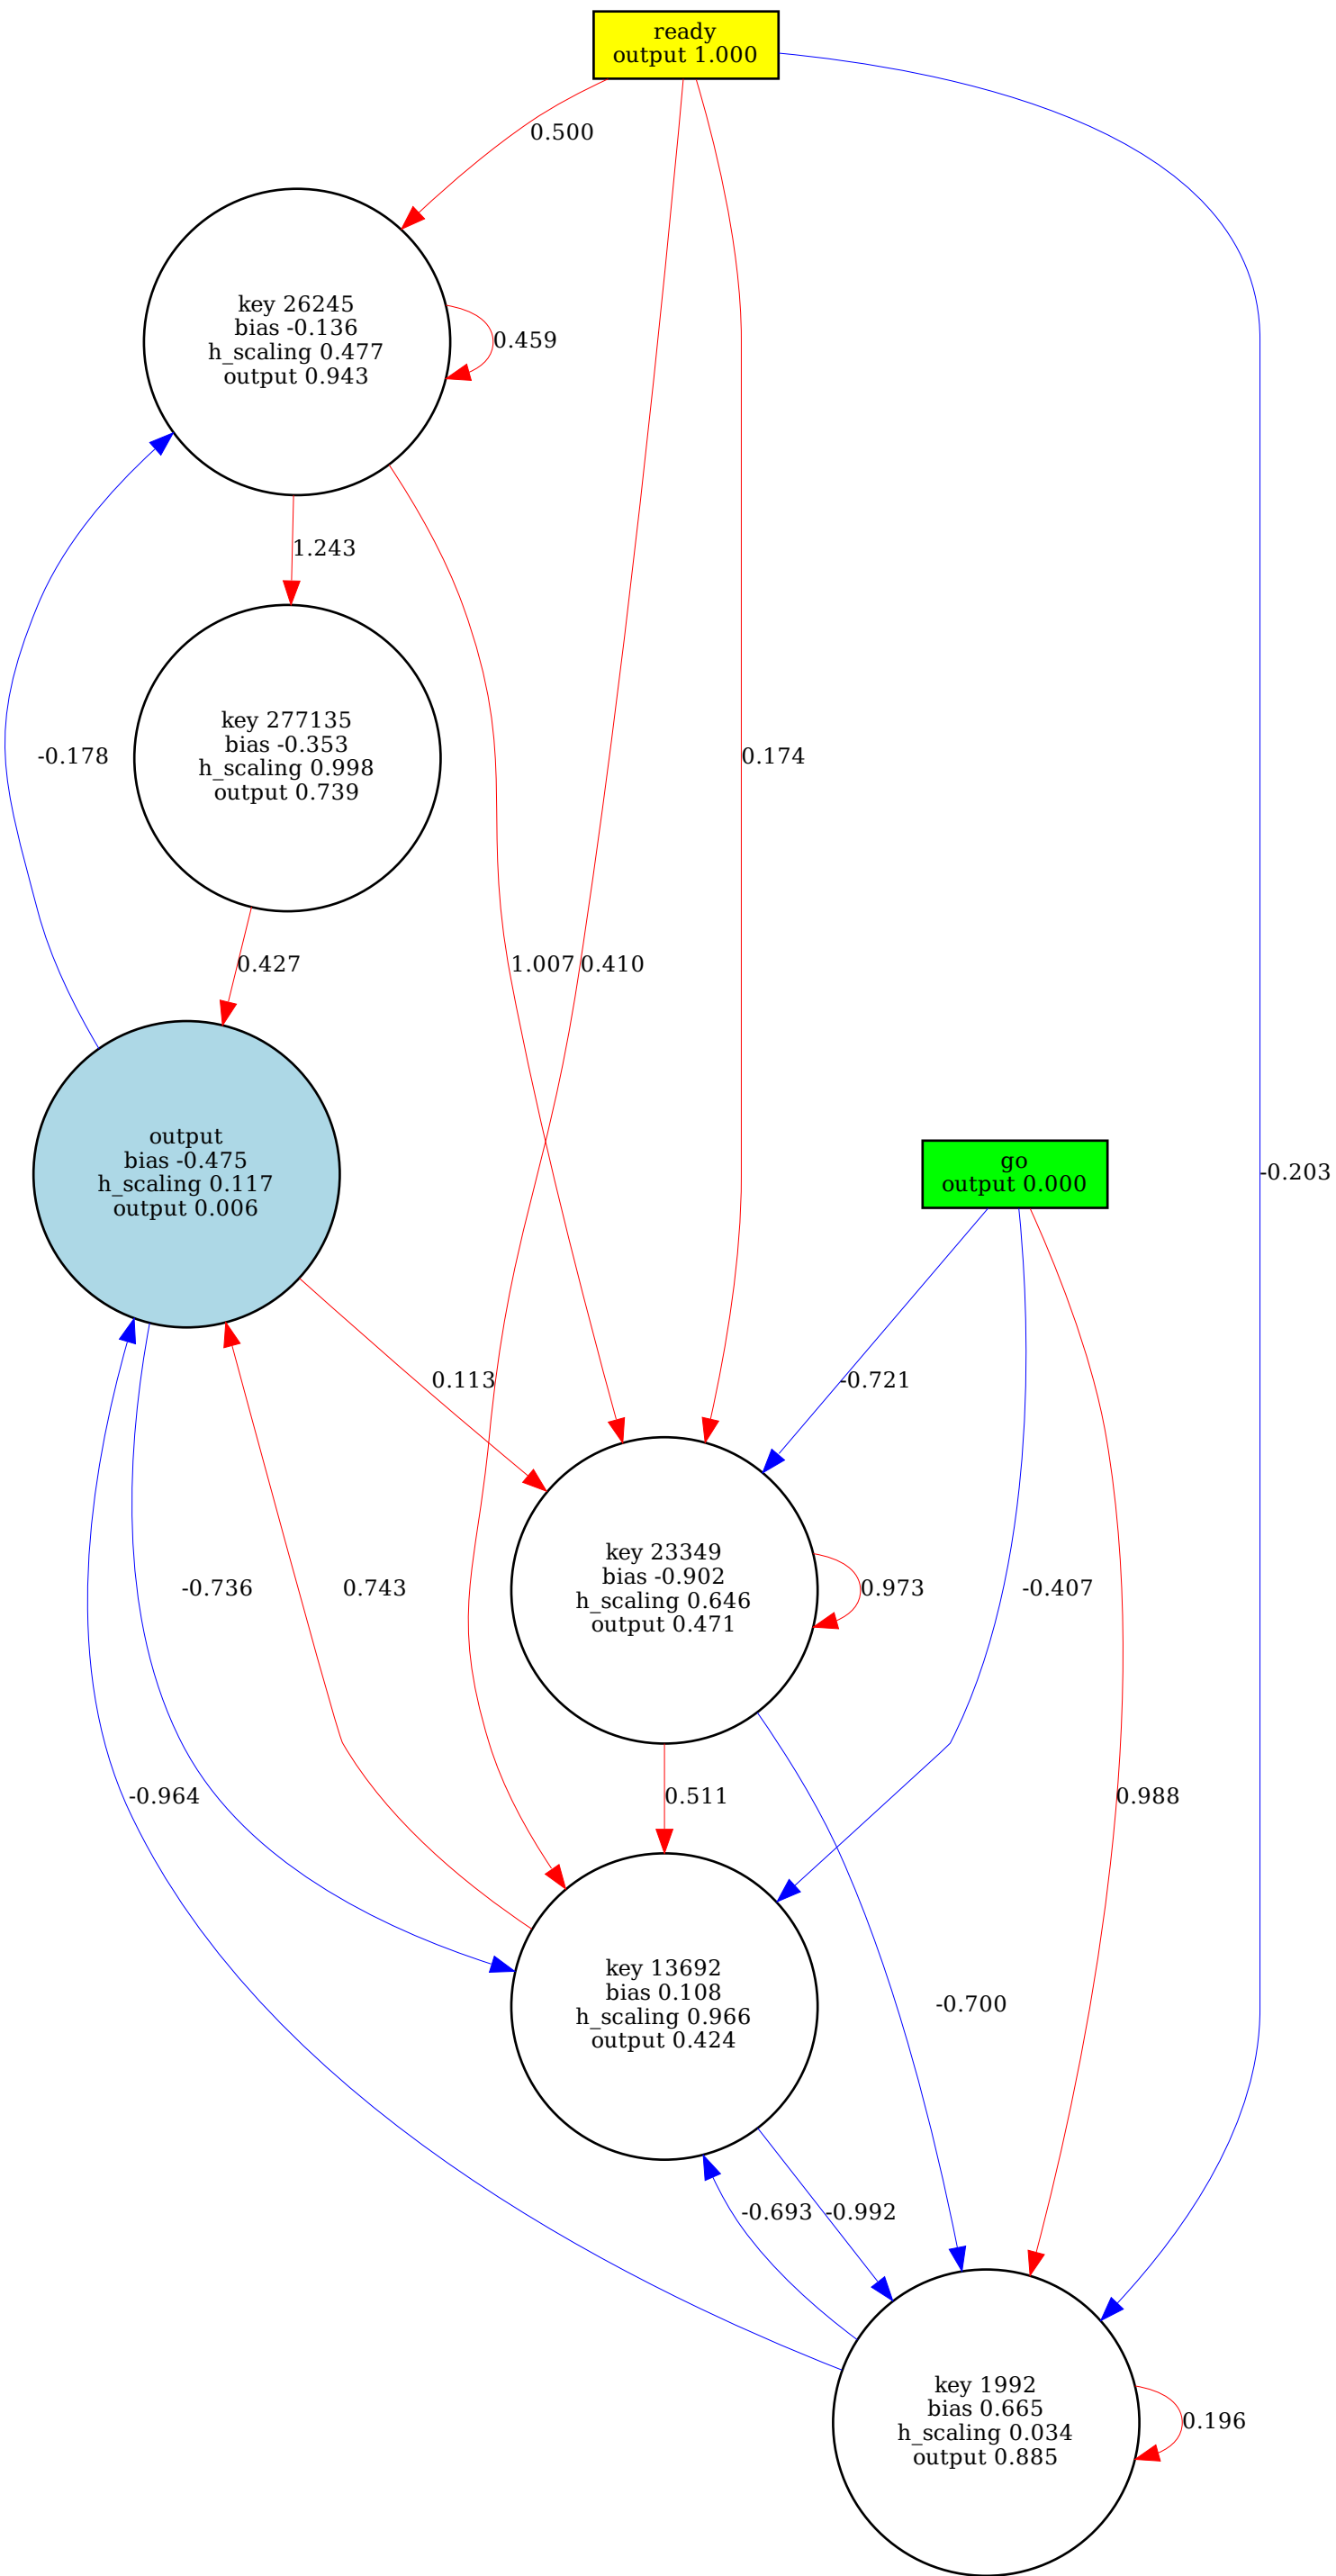 ready
output 1.000
0.500
key 26245
bias -0.136
h_scaling 0.477
output 0.943
0.459
1.243
key 277135
bias -0.353
h_scaling 0.998
output 0.739
-0.178
0.174
0.427
1.007
0.410
output
bias -0.475
h_scaling 0.117
output 0.006
go
output 0.000
-0.203
0.113
-0.721
key 23349
bias -0.902
h_scaling 0.646
output 0.471
0.973
-0.736
0.743
-0.407
-0.964
0.511
0.988
key 13692
bias 0.108
h_scaling 0.966
output 0.424
-0.700
-0.693
-0.992
key 1992
bias 0.665
h_scaling 0.034
output 0.885
0.196